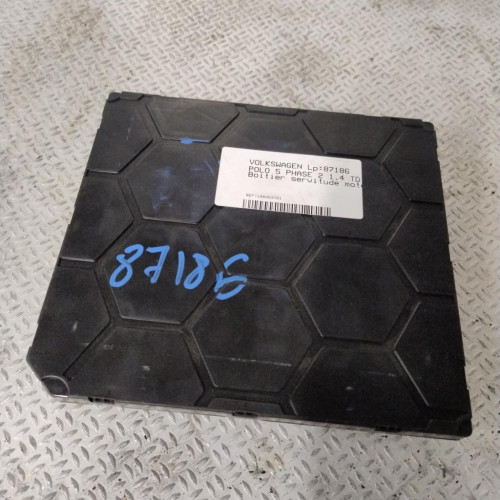 VOLKSWAGEN Lp:87186
POLO 5 PHASE 2 1.4 TD
Boîtier servitude mot
87186